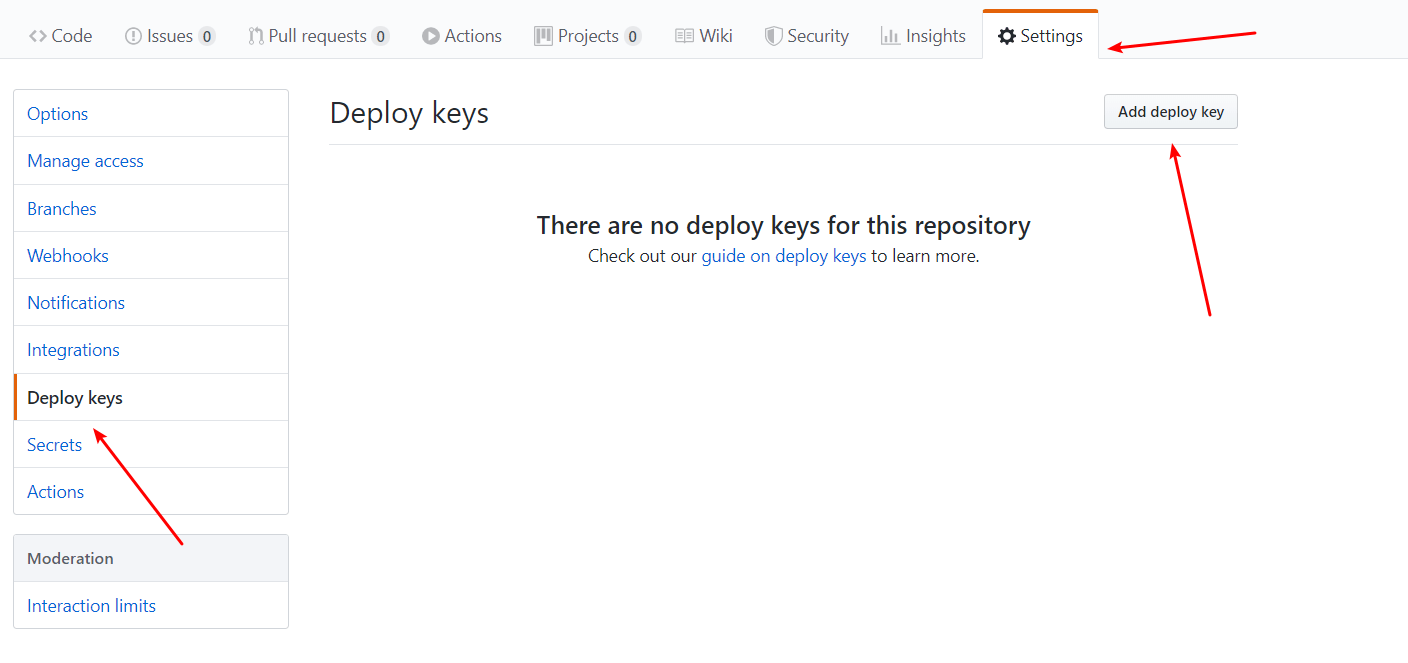 Code Issues 0 Pull requests 0 Actions Projects 0 Wiki Security Insights Settings
Options
Manage access
Branches
Webhooks
Notifications
Integrations
Deploy keys
Secrets
Actions
Moderation
Interaction limits
Deploy keys
Add deploy key
There are no deploy keys for this repository
Check out our guide on deploy keys to learn more.